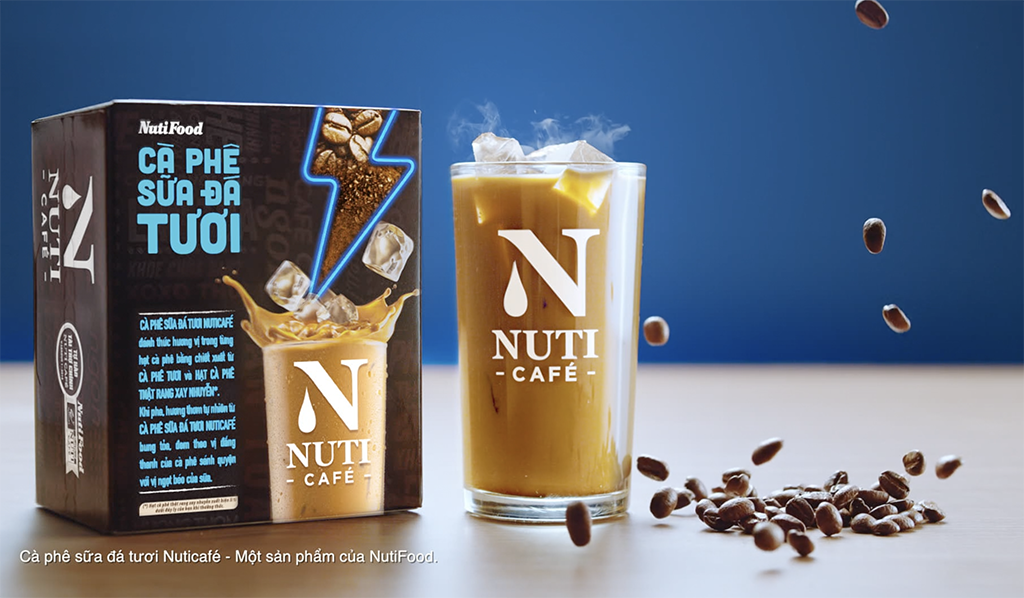 NutiFood
CÀ PHÊ
SỮA ĐÁ
TƯƠI
CÀ PHÊ SỮA ĐÁ TƯƠI NUTICAFÉ
đánh thức hương vị trong từng
hạt cà phê bằng chiết xuất từ
CÀ PHÊ TƯƠI và HẠT CÀ PHÊ
THẬT RANG XAY NHUYỄN*.
Khi pha, hương thơm tự nhiên từ
CÀ PHÊ SỮA ĐÁ TƯƠI NUTICAFÉ
bung tỏa, đem theo vị đắng
thanh của cà phê sánh quyện
với vị ngọt béo của sữa.
N
NUTI
- CAFÉ -
N
NUTI
- CAFÉ -
N
NUTI
- CAFÉ -
NutiFood
Cà phê sữa đá tươi Nuticafé - Một sản phẩm của NutiFood.